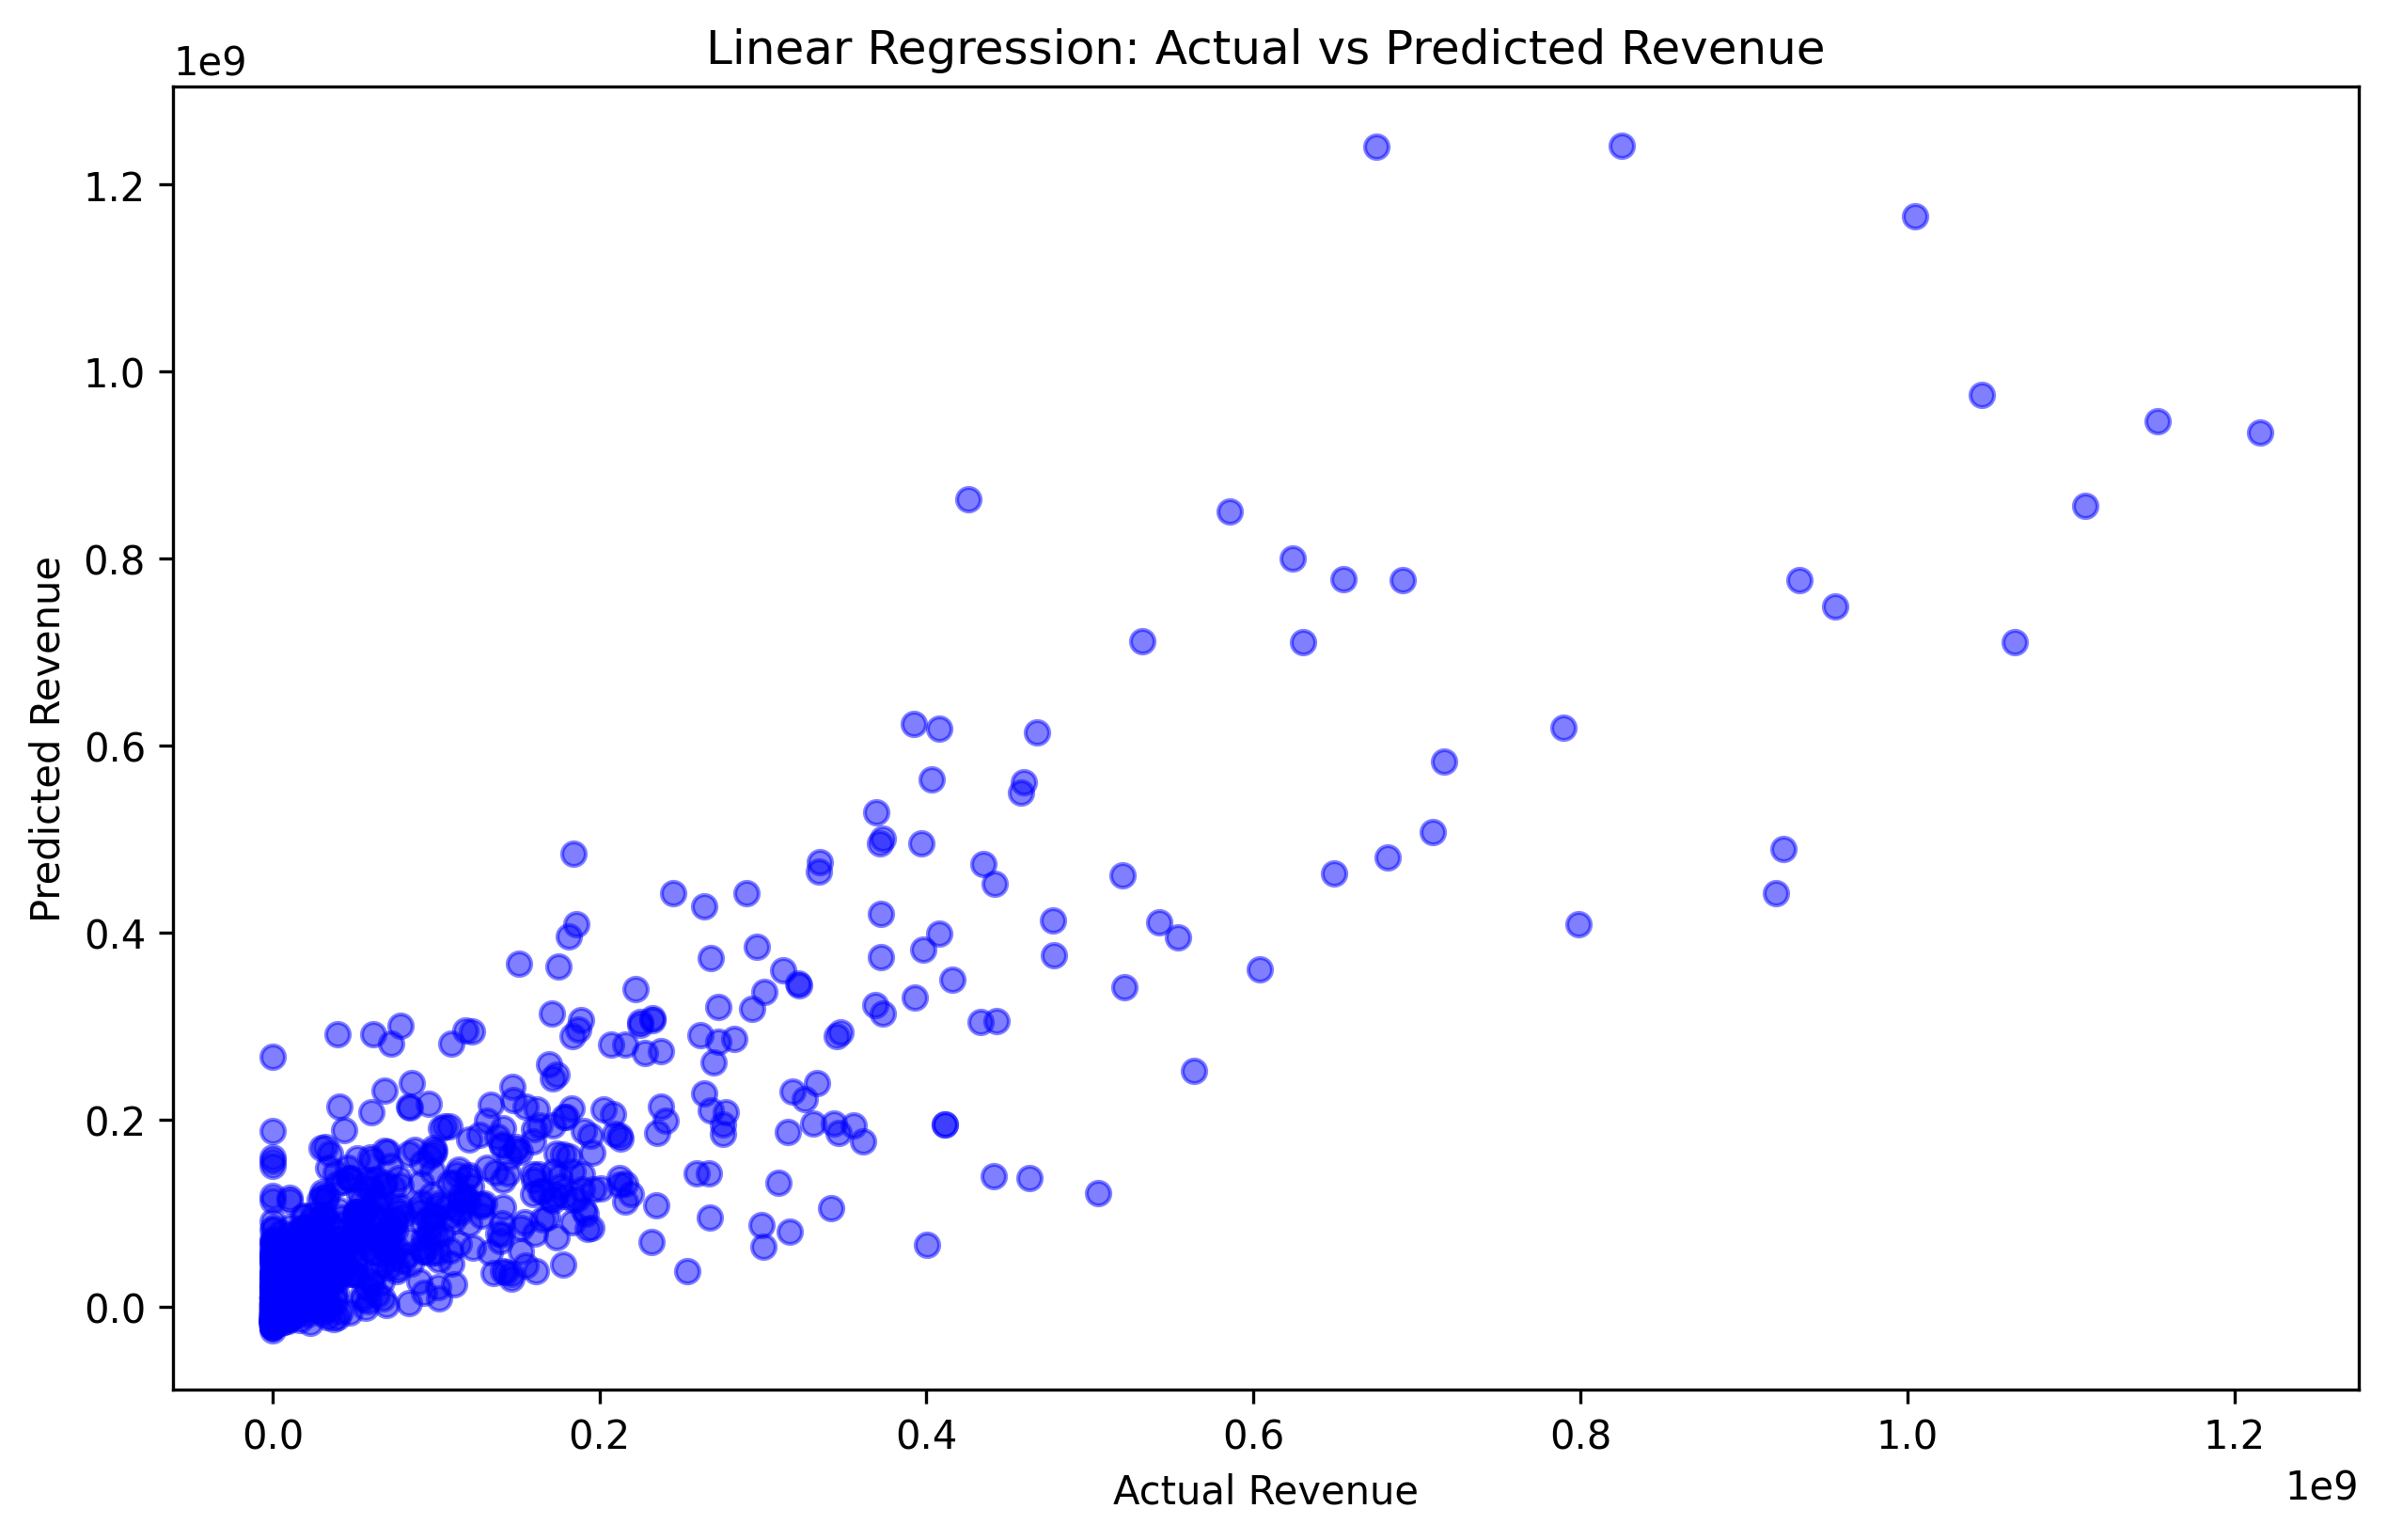 Linear Regression: Actual vs Predicted Revenue
1e9
1.2
1.0
0.8
0.6
0.4
0.2
0.0
Predicted Revenue
0.0 0.2 0.4 0.6 0.8 1.0 1.2
1e9
Actual Revenue